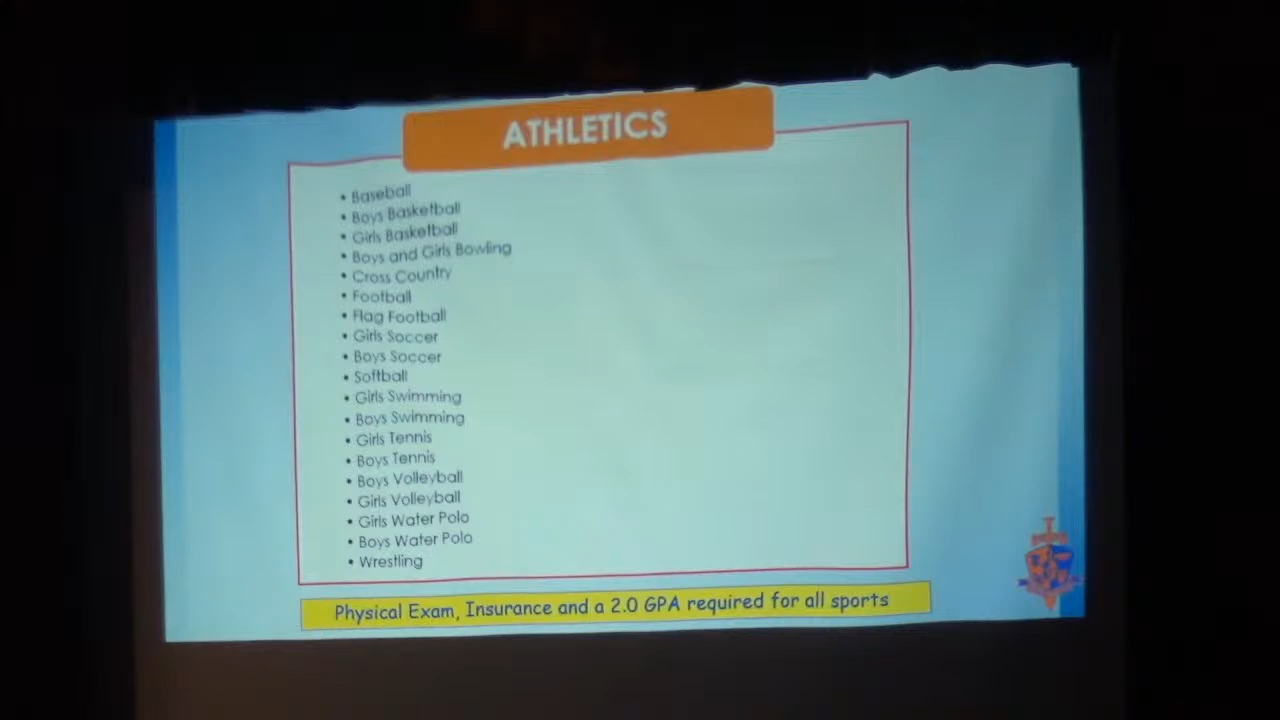 ATHLETICS
• Baseball
• Boys Basketball
• Girls Basketball
• Boys and Girls Bowling
• Cross Country
• Football
• Flag Football
• Girls Soccer
• Boys Soccer
• Softball
• Girls Swimming
• Boys Swimming
• Girls Tennis
• Boys Tennis
• Boys Volleyball
• Girls Volleyball
• Girls Water Polo
• Boys Water Polo
• Wrestling
Physical Exam, Insurance and a 2.0 GPA required for all sports